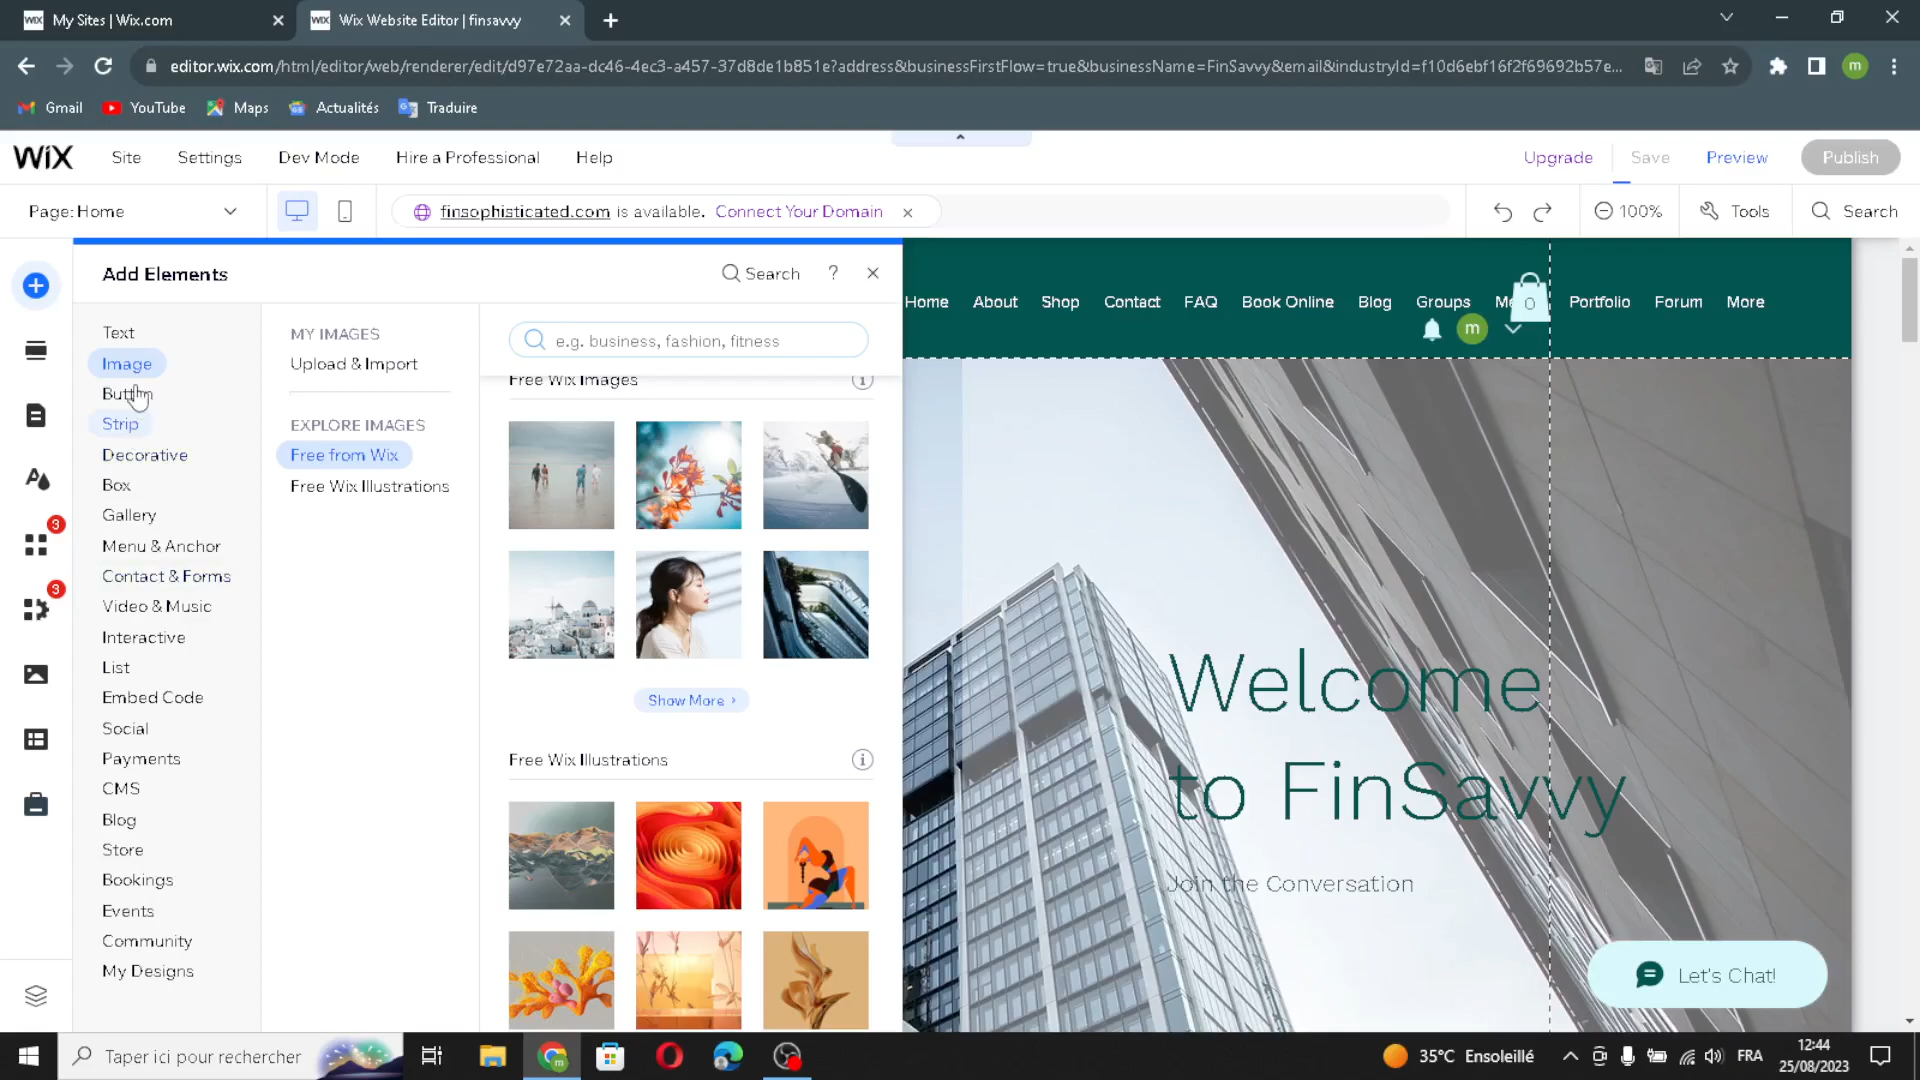 My Sites | Wix.com
Wix Website Editor | finsavvy
editor.wix.com/html/editor/web/renderer/edit/d97e72aa-dc46-4ec3-a457-37d8de1b851e?address&businessFirstFlow=true&businessName=FinSavvy&email&industryId=f10d6ebf16f2f69692b57e...
m
Gmail
YouTube
Maps
Actualités
Traduire
WiX
Site
Settings
Dev Mode
Hire a Professional
Help
Upgrade
Save
Preview
Publish
Page: Home
finsophisticated.com is available. Connect Your Domain
100%
Tools
Search
Add Elements
Search
?
Text
Image
Button
Strip
Decorative
Box
Gallery
Menu & Anchor
Contact & Forms
Video & Music
Interactive
List
Embed Code
Social
Payments
CMS
Blog
Store
Bookings
Events
Community
My Designs
3
3
MY IMAGES
Upload & Import
EXPLORE IMAGES
Free from Wix
Free Wix Illustrations
e.g. business, fashion, fitness
Free Wix Images
Show More
Free Wix Illustrations
Home
About
Shop
Contact
FAQ
Book Online
Blog
Groups
Me
0
Portfolio
Forum
More
m
Welcome
to FinSavvy
Join the Conversation
Let's Chat!
Taper ici pour rechercher
35°C Ensoleillé
FRA
12:44
25/08/2023